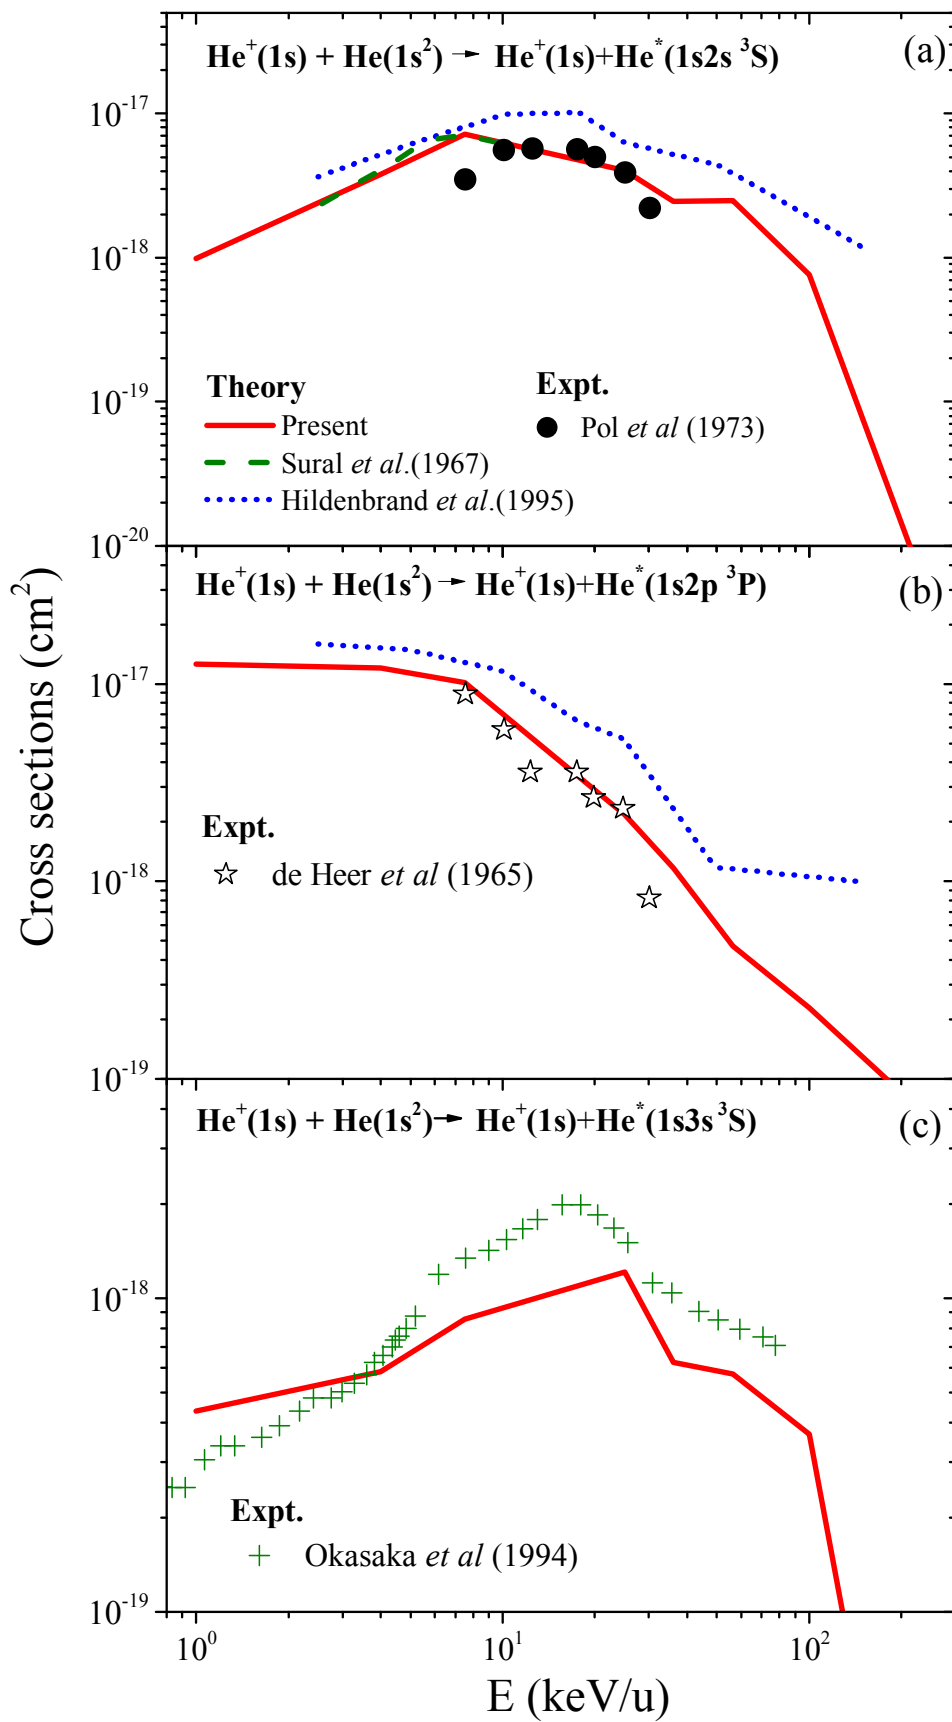 He⁺(1s) + He(1s²) → He⁺(1s)+He*(1s2s ³S)
(a)
10⁻¹⁷
10⁻¹⁸
10⁻¹⁹
10⁻²⁰
Theory
Present
Sural et al.(1967)
Hildenbrand et al.(1995)
Expt.
Pol et al (1973)
He⁺(1s) + He(1s²) → He⁺(1s)+He*(1s2p ³P)
(b)
10⁻¹⁷
10⁻¹⁸
10⁻¹⁹
Expt.
de Heer et al (1965)
Cross sections (cm²)
He⁺(1s) + He(1s²) → He⁺(1s)+He*(1s3s ³S)
(c)
10⁻¹⁸
10⁻¹⁹
Expt.
Okasaka et al (1994)
10⁰ 10¹ 10²
E (keV/u)